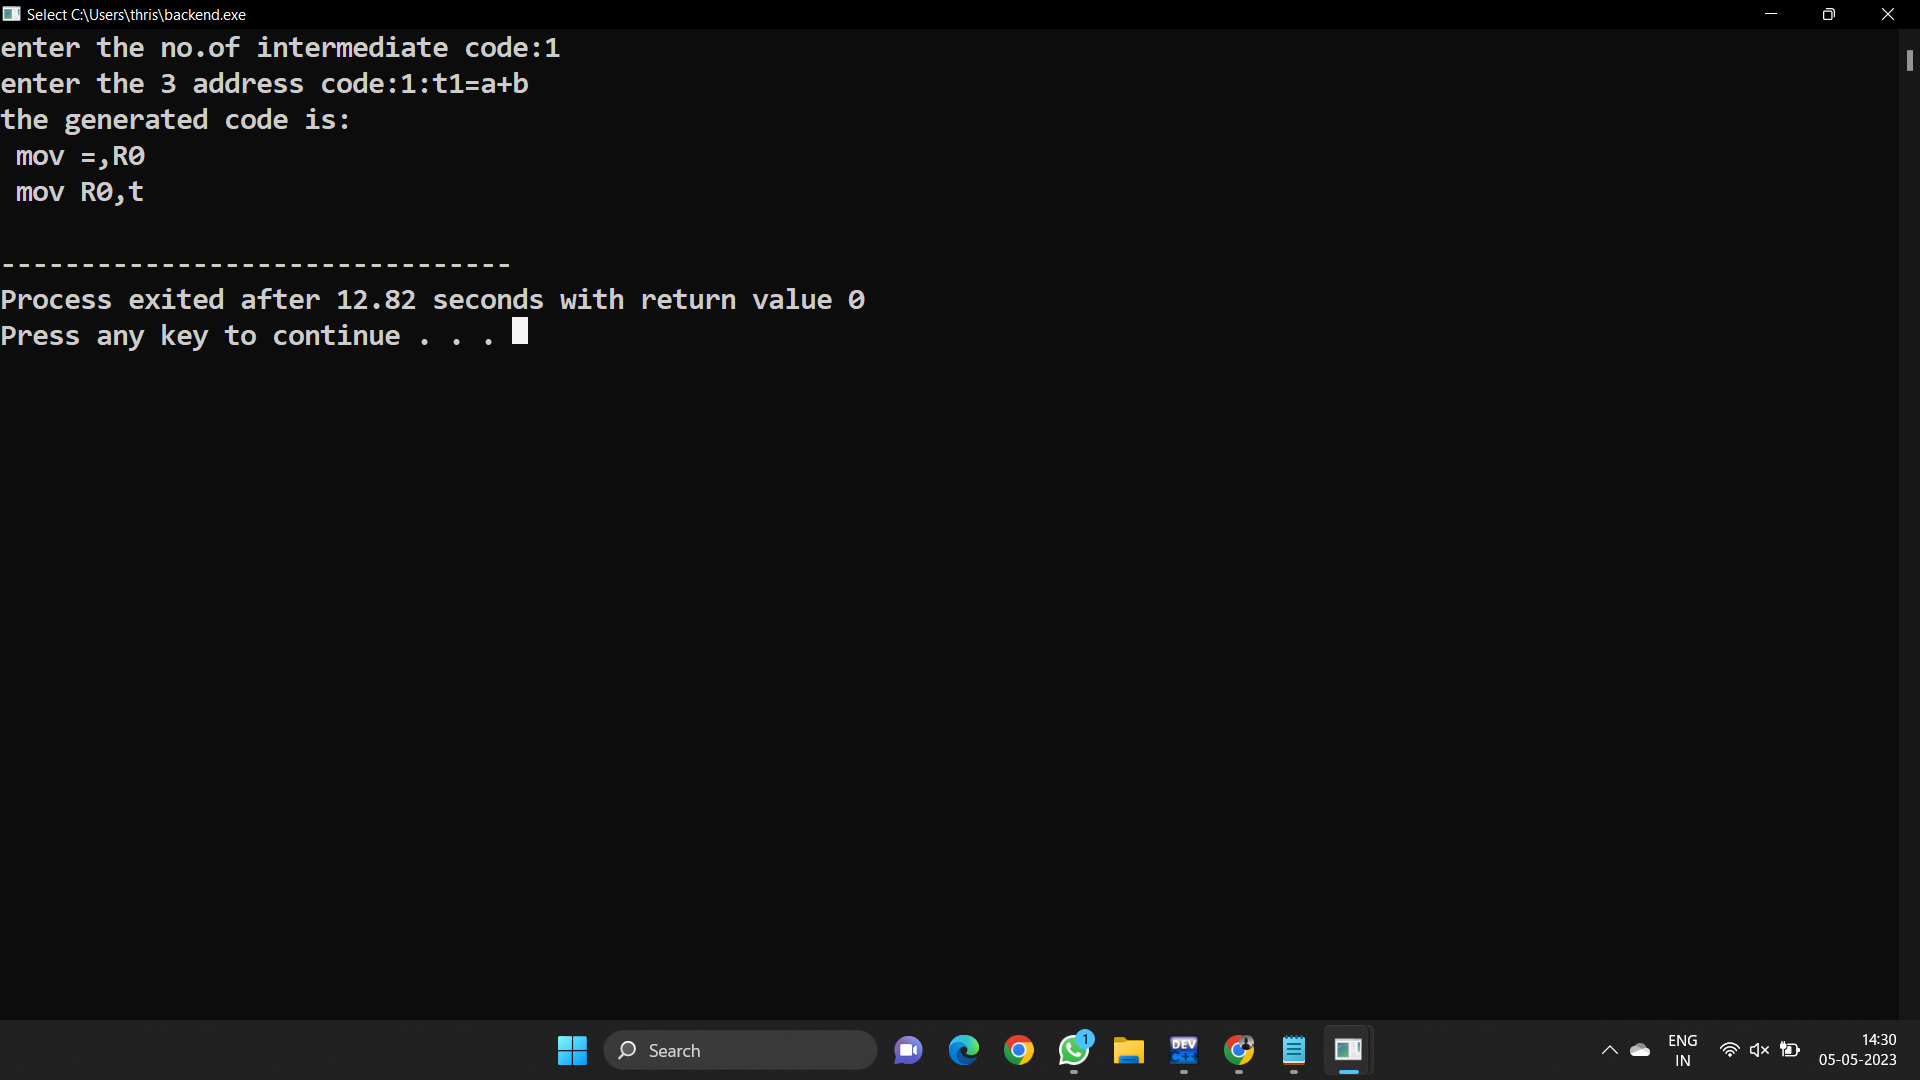 Select C:\Users\thris\backend.exe
enter the no.of intermediate code:1
enter the 3 address code:1:t1=a+b
the generated code is:
mov =,R0
mov R0,t
--------------------------------
Process exited after 12.82 seconds with return value 0
Press any key to continue . . .
Search
1
DEV
C++
ENG
IN
14:30
05-05-2023